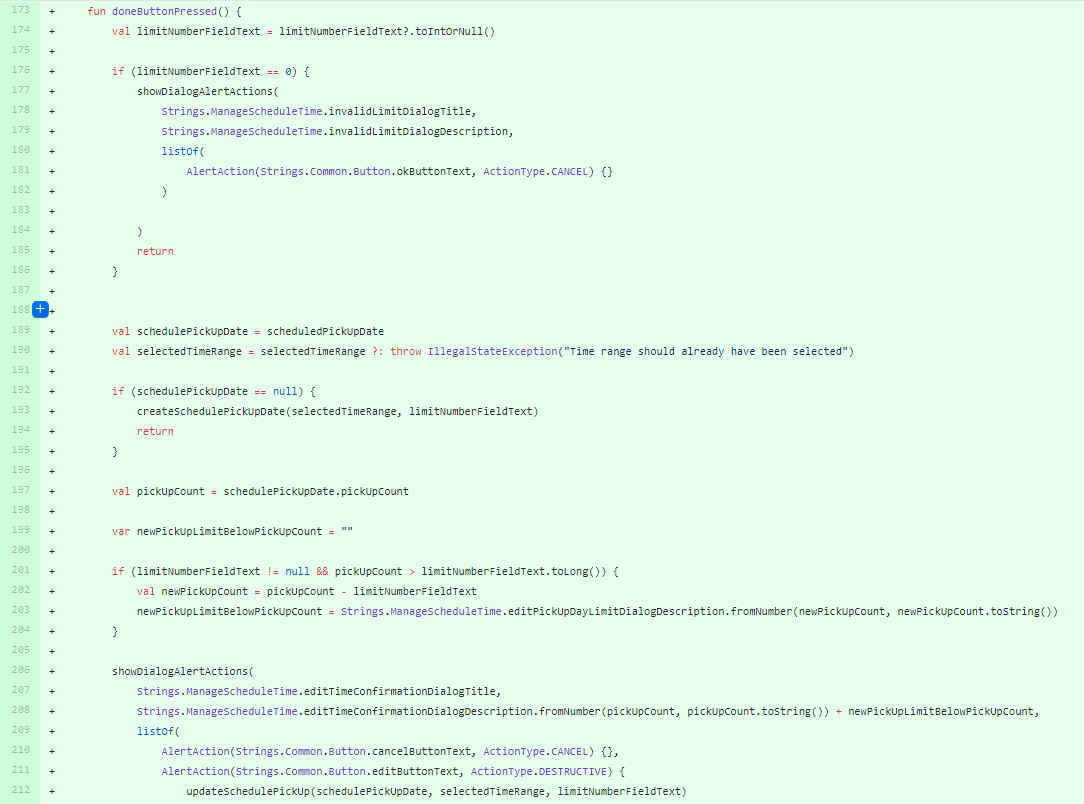 173 + fun doneButtonPressed() {
174 + val limitNumberFieldText = limitNumberFieldText?.toIntOrNull()
175 +
176 + if (limitNumberFieldText == 0) {
177 + showDialogAlertActions(
178 + Strings.ManageScheduleTime.invalidLimitDialogTitle,
179 + Strings.ManageScheduleTime.invalidLimitDialogDescription,
180 + listOf(
181 + AlertAction(Strings.Common.Button.okButtonText, ActionType.CANCEL) {}
182 + )
183 +
184 + )
185 + return
186 + }
187 +
188 + +
189 + val schedulePickUpDate = scheduledPickUpDate
190 + val selectedTimeRange = selectedTimeRange ?: throw IllegalStateException("Time range should already have been selected")
191 +
192 + if (schedulePickUpDate == null) {
193 + createSchedulePickUpDate(selectedTimeRange, limitNumberFieldText)
194 + return
195 + }
196 +
197 + val pickUpCount = schedulePickUpDate.pickUpCount
198 +
199 + var newPickUpLimitBelowPickUpCount = ""
200 +
201 + if (limitNumberFieldText != null && pickUpCount > limitNumberFieldText.toLong()) {
202 + val newPickUpCount = pickUpCount - limitNumberFieldText
203 + newPickUpLimitBelowPickUpCount = Strings.ManageScheduleTime.editPickUpDayLimitDialogDescription.fromNumber(newPickUpCount, newPickUpCount.toString())
204 + }
205 +
206 + showDialogAlertActions(
207 + Strings.ManageScheduleTime.editTimeConfirmationDialogTitle,
208 + Strings.ManageScheduleTime.editTimeConfirmationDialogDescription.fromNumber(pickUpCount, pickUpCount.toString()) + newPickUpLimitBelowPickUpCount,
209 + listOf(
210 + AlertAction(Strings.Common.Button.cancelButtonText, ActionType.CANCEL) {},
211 + AlertAction(Strings.Common.Button.editButtonText, ActionType.DESTRUCTIVE) {
212 + updateSchedulePickUp(schedulePickUpDate, selectedTimeRange, limitNumberFieldText)